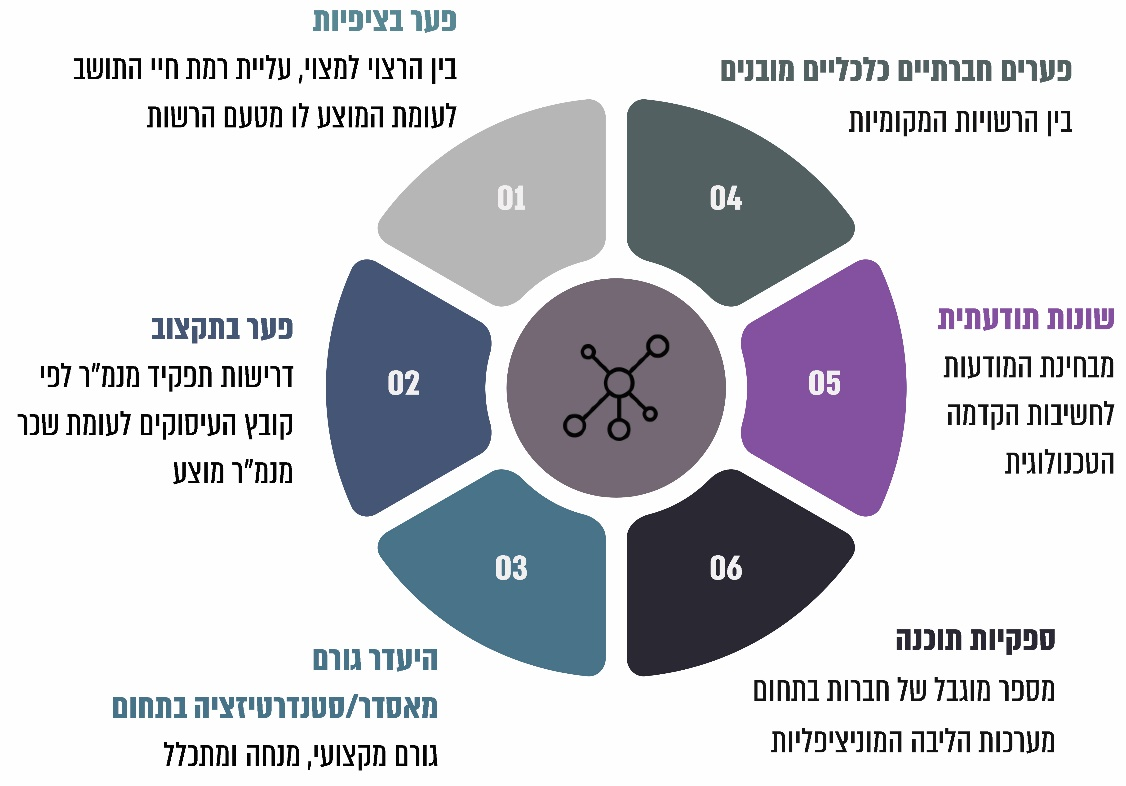 פער בציפיות
בין הרצוי למצוי, עליית רמת חיי התושב
לעומת המוצע לו מטעם הרשות
01
פער בתקצוב
דרישות תפקיד מנמ"ר לפי
קובץ העיסוקים לעומת שכר
מנמ"ר מוצע
02
היעדר גורם
מאסדר/סטנדרטיזציה בתחום
גורם מקצועי, מנחה ומתכלל
03
פערים חברתיים כלכליים מובנים
בין הרשויות המקומיות
04
שונות תודעתית
מבחינת המודעות
לחשיבות הקדמה
הטכנולוגית
05
ספקיות תוכנה
מספר מוגבל של חברות בתחום
מערכות הליבה המוניציפליות
06